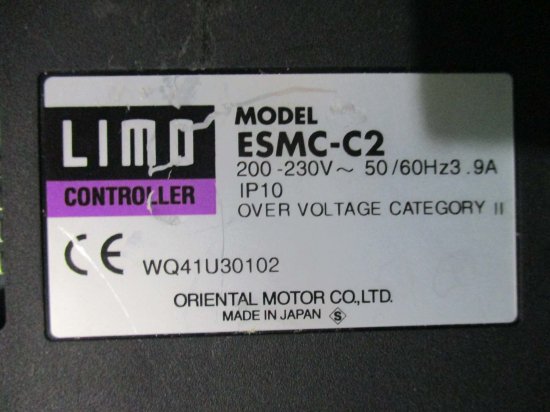 LIMO
CONTROLLER
MODEL
ESMC-C2
200-230V~ 50/60Hz3.9A
IP10
OVER VOLTAGE CATEGORY II
CE WQ41U30102
ORIENTAL MOTOR CO.,LTD.
MADE IN JAPAN S